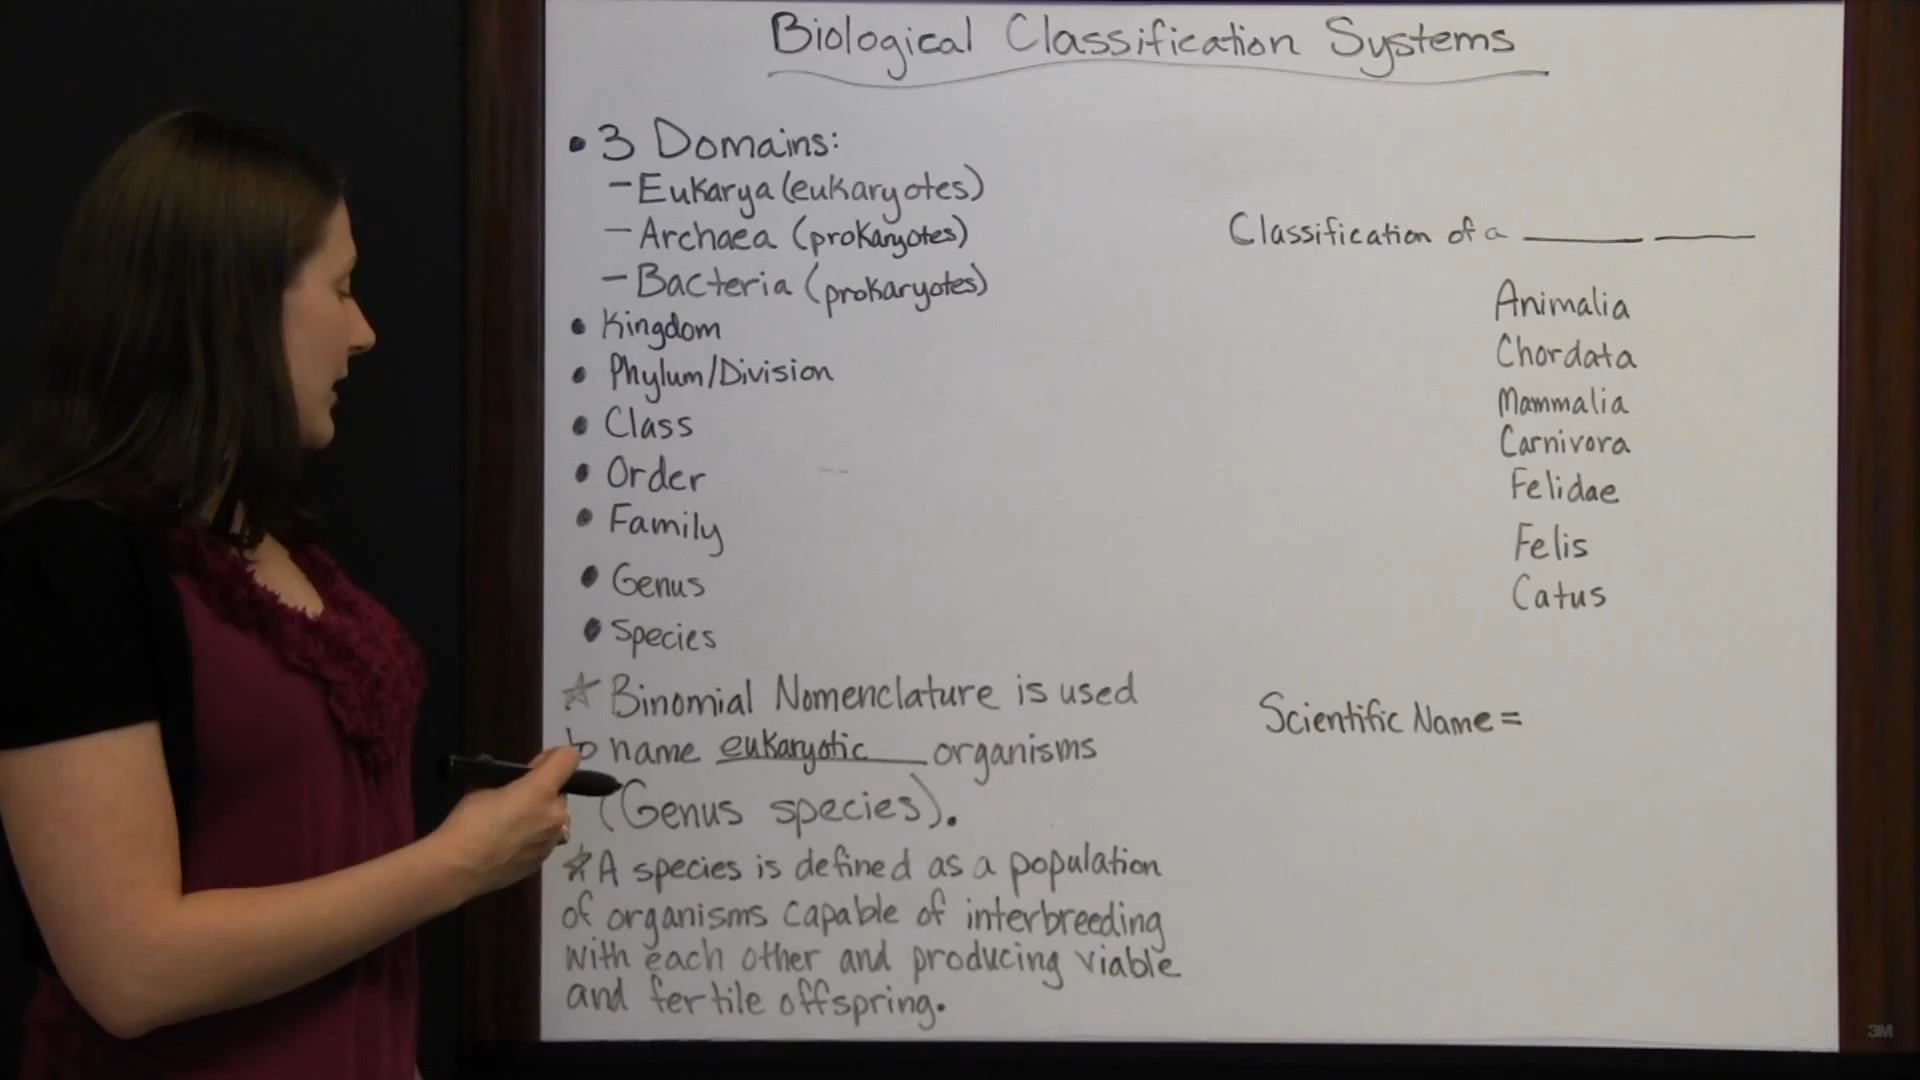 Biological Classification Systems
• 3 Domains:
- Eukarya (eukaryotes)
- Archaea (prokaryotes)
- Bacteria (prokaryotes)
• Kingdom
• Phylum/Division
• Class
• Order
• Family
• Genus
• Species
☆ Binomial Nomenclature is used
to name eukaryotic organisms
(Genus species).
☆ A species is defined as a population
of organisms capable of interbreeding
with each other and producing viable
and fertile offspring.
Classification of a ______ ______
Animalia
Chordata
Mammalia
Carnivora
Felidae
Felis
Catus
Scientific Name =
3M